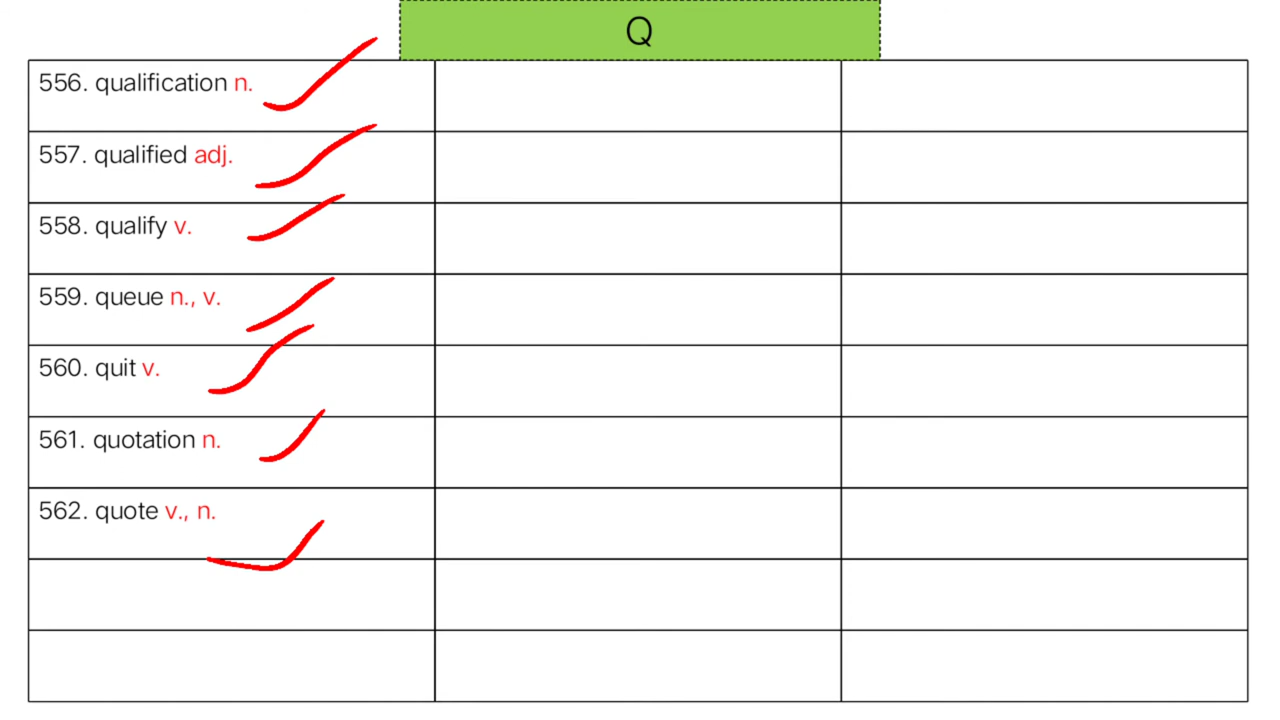 Q
556. qualification n.
557. qualified adj.
558. qualify v.
559. queue n., v.
560. quit v.
561. quotation n.
562. quote v., n.